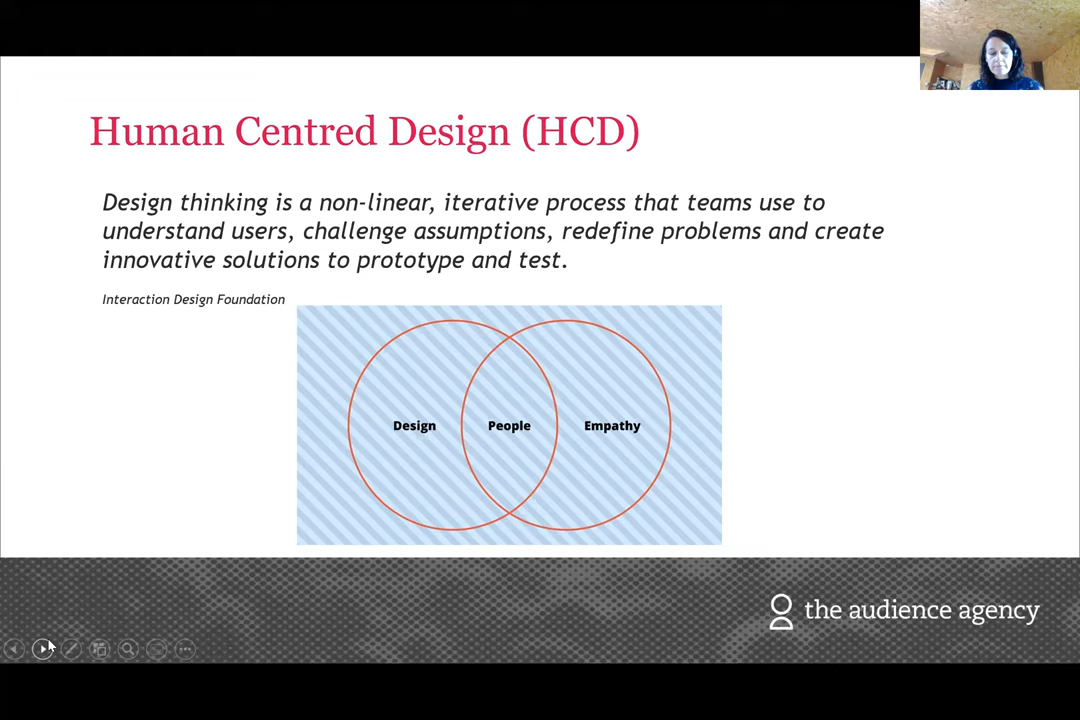 Human Centred Design (HCD)
Design thinking is a non-linear, iterative process that teams use to
understand users, challenge assumptions, redefine problems and create
innovative solutions to prototype and test.
Interaction Design Foundation
Design People Empathy
the audience agency